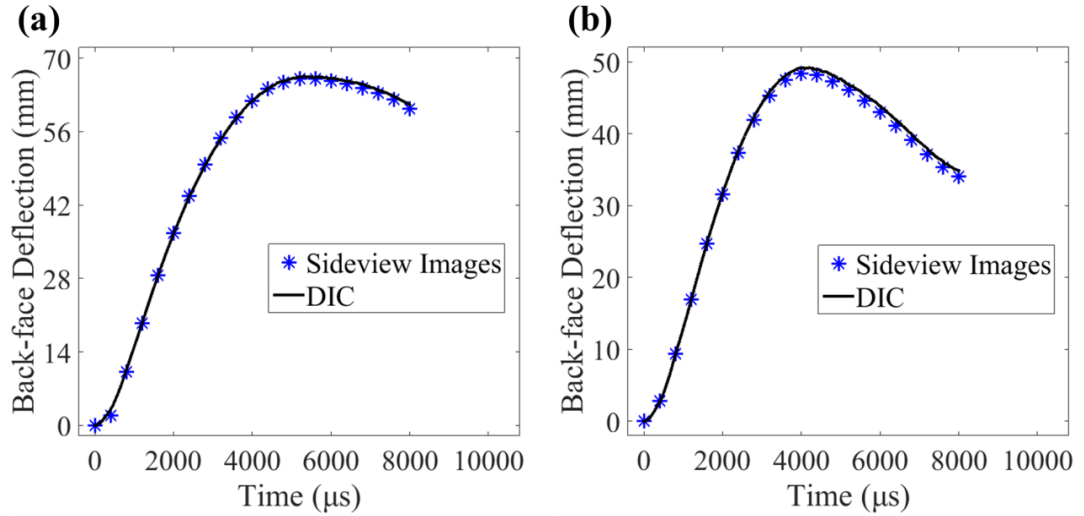 (a)
Back-face Deflection (mm)
70
56
42
28
14
0
Sideview Images
DIC
0 2000 4000 6000 8000 10000
Time (μs)
(b)
Back-face Deflection (mm)
50
40
30
20
10
0
Sideview Images
DIC
0 2000 4000 6000 8000 10000
Time (μs)